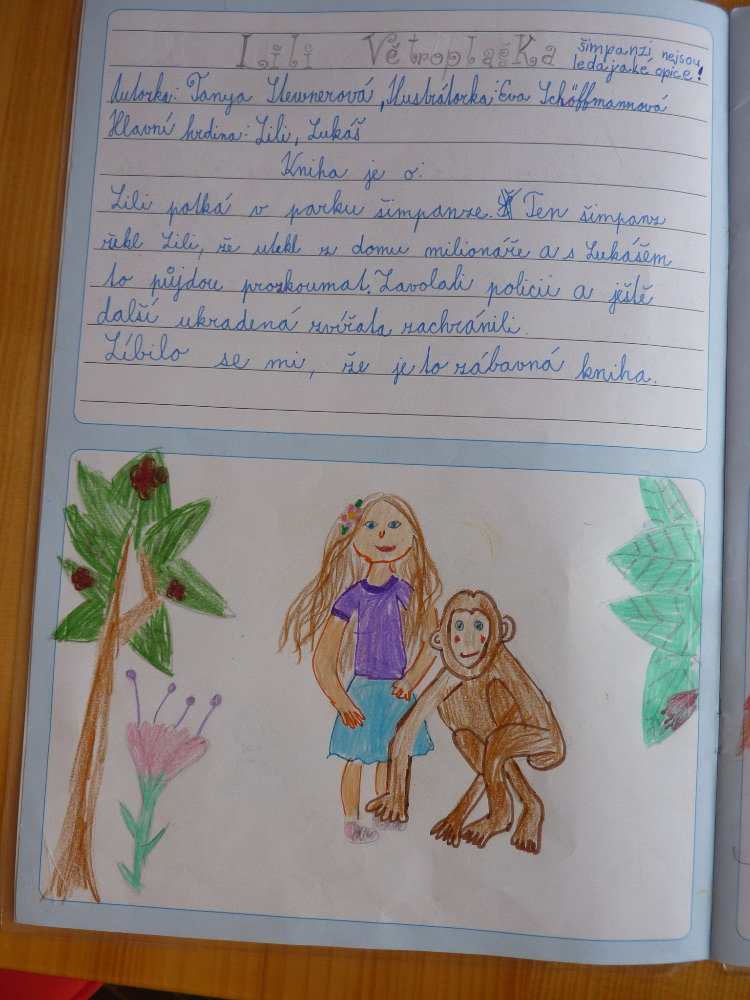 Lili Větroplaška
šimpanzi nejsou
ledajaké opice!
Autorka: Tanya Stewnerová, Ilustrátorka: Eva Schöffmannová
Hlavní hrdina: Lili, Lukáš
Kniha je o:
Lili potká v parku šimpanze. Ten šimpanz
řekl Lili, že utekl z domu milionáře a s Lukášem
to půjdou prozkoumat. Zavolali policii a ještě
další ukradená zvířata zachránili.
Líbilo se mi, že je to zábavná kniha.